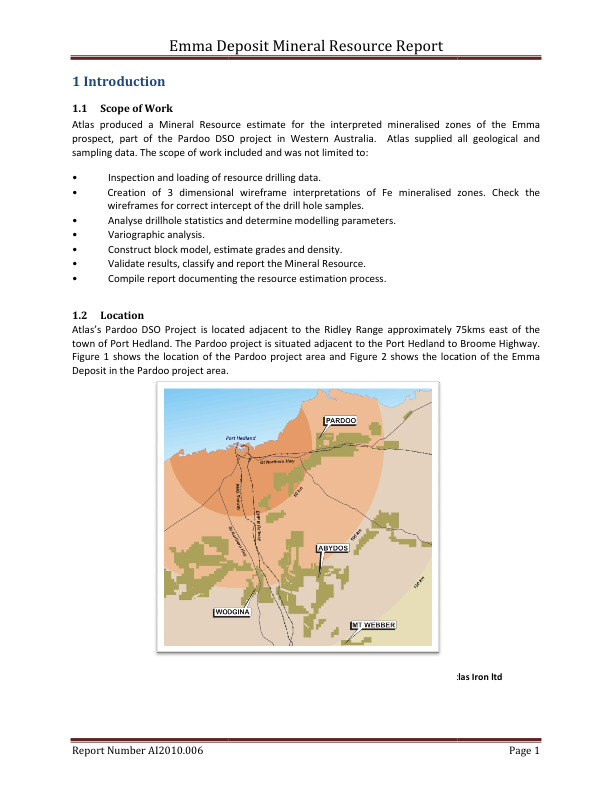 Emma Deposit Mineral Resource Report
1 Introduction
1.1 Scope of Work
Atlas produced a Mineral Resource estimate for the interpreted mineralised zones of the Emma
prospect, part of the Pardoo DSO project in Western Australia. Atlas supplied all geological and
sampling data. The scope of work included and was not limited to:
• Inspection and loading of resource drilling data.
• Creation of 3 dimensional wireframe interpretations of Fe mineralised zones. Check the
wireframes for correct intercept of the drill hole samples.
• Analyse drillhole statistics and determine modelling parameters.
• Variographic analysis.
• Construct block model, estimate grades and density.
• Validate results, classify and report the Mineral Resource.
• Compile report documenting the resource estimation process.
1.2 Location
Atlas's Pardoo DSO Project is located adjacent to the Ridley Range approximately 75kms east of the
town of Port Hedland. The Pardoo project is situated adjacent to the Port Hedland to Broome Highway.
Figure 1 shows the location of the Pardoo project area and Figure 2 shows the location of the Emma
Deposit in the Pardoo project area.
PARDOO
Port Hedland
Gt Northern Hwy
ABYDOS
WODGINA
MT WEBBER
las Iron ltd
Report Number AI2010.006 Page 1